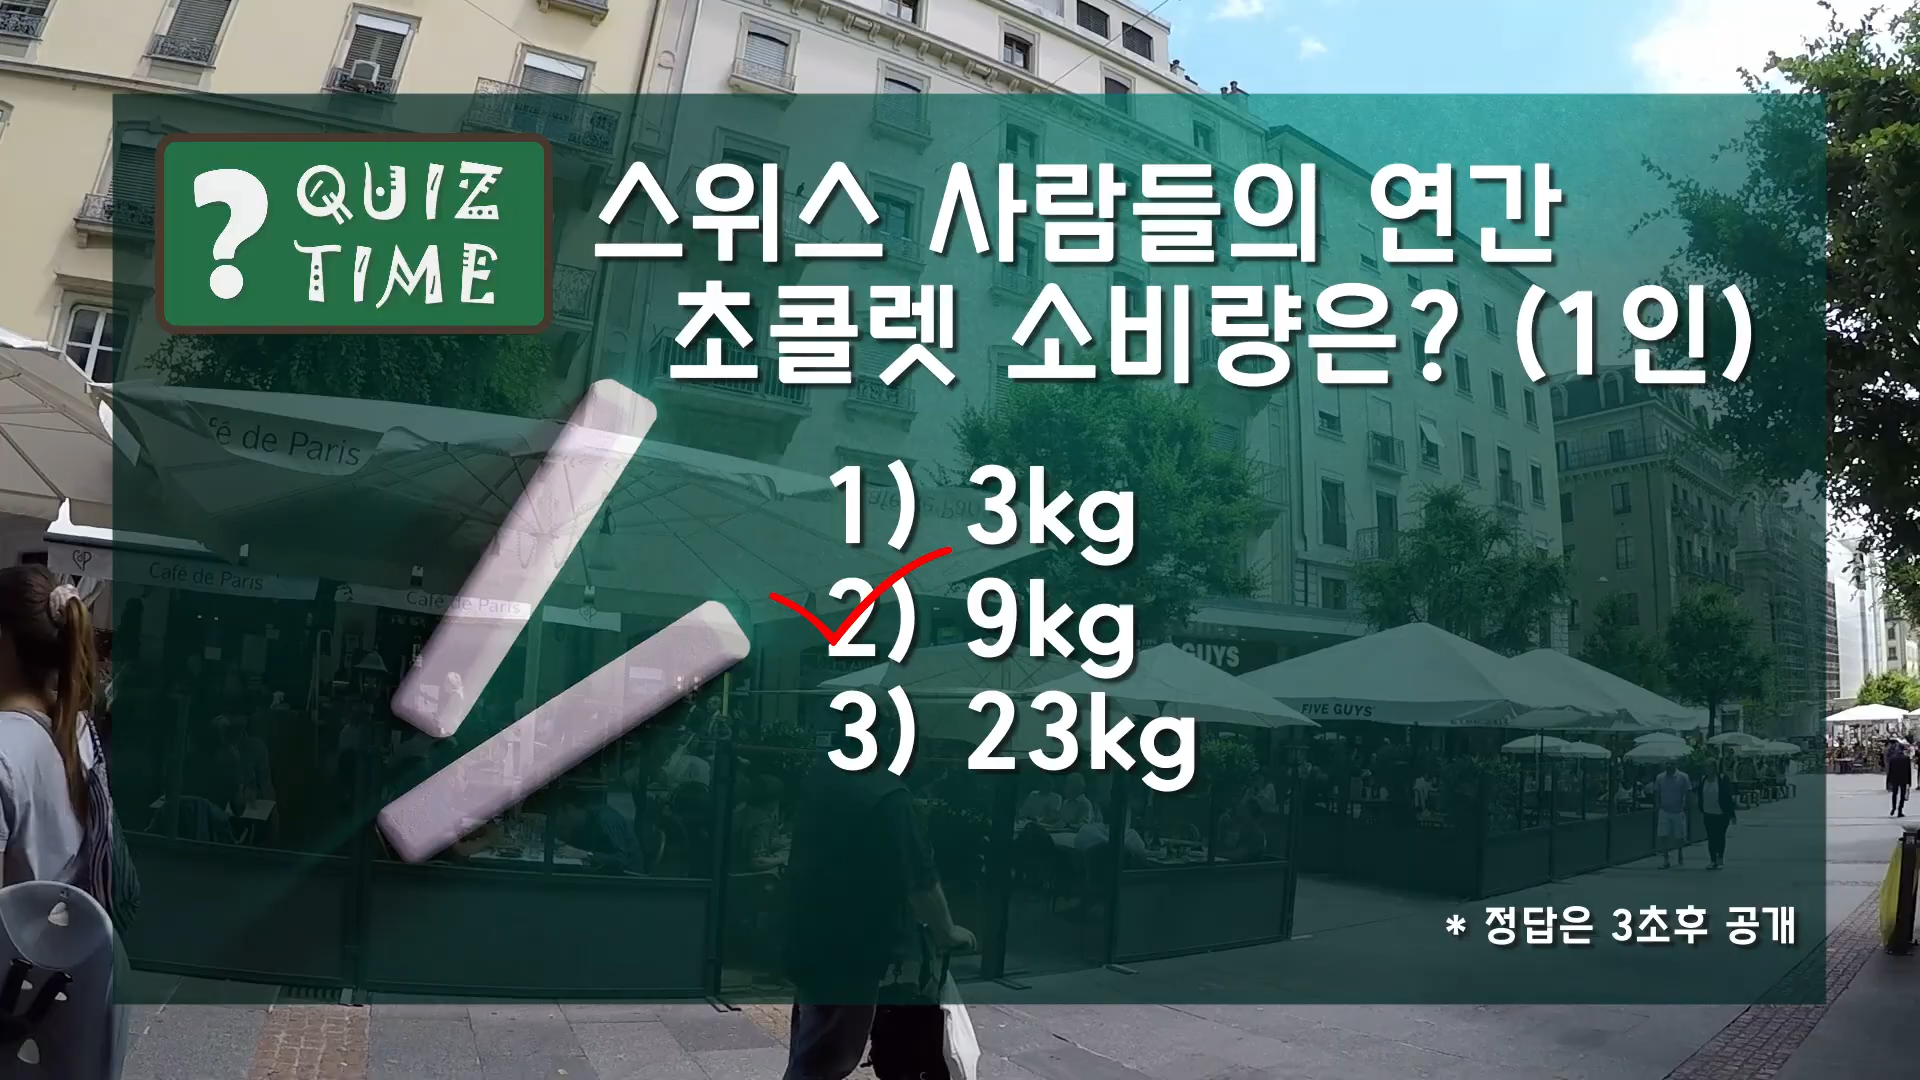 QUIZ
TIME
스위스 사람들의 연간
초콜렛 소비량은? (1인)
é de Paris
1) 3kg
2) 9kg
3) 23kg
Café de Paris
Café de Paris
GUYS
FIVE GUYS
* 정답은 3초후 공개